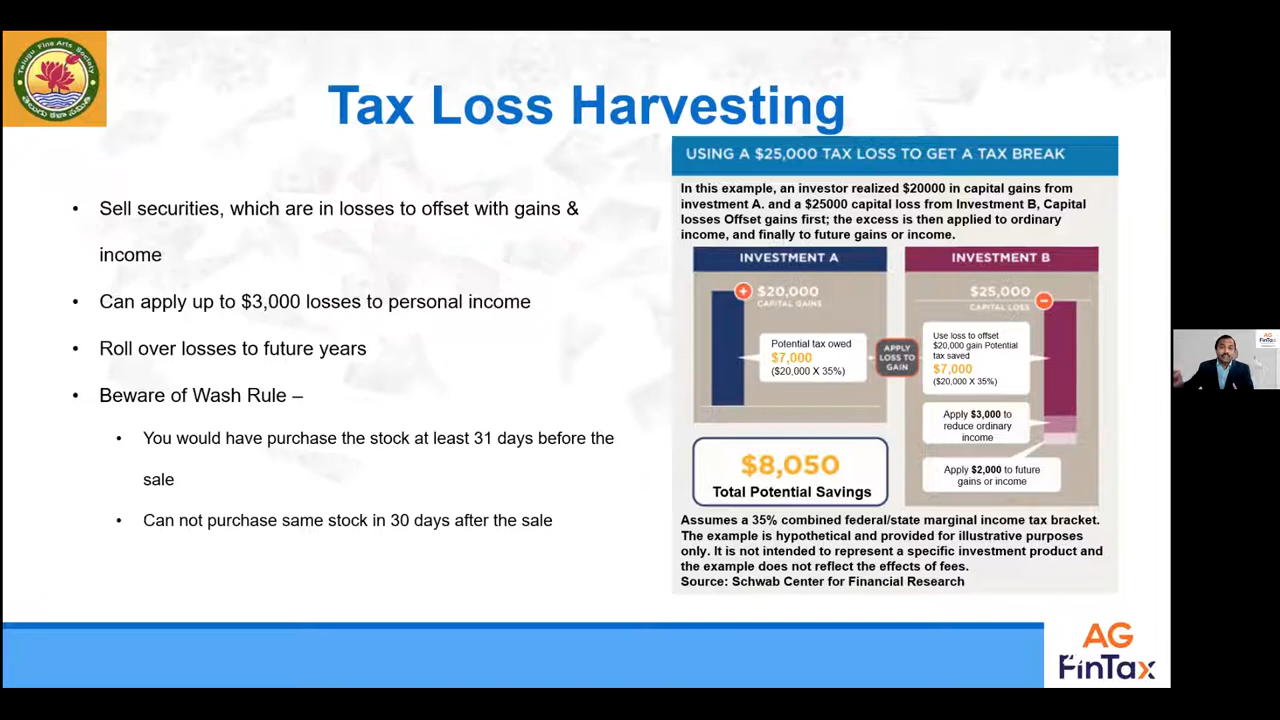 Telugu Fine Arts Society
తెలుగు కళా సమితి
Tax Loss Harvesting
• Sell securities, which are in losses to offset with gains &
income
• Can apply up to $3,000 losses to personal income
• Roll over losses to future years
• Beware of Wash Rule –
• You would have purchase the stock at least 31 days before the
sale
• Can not purchase same stock in 30 days after the sale
USING A $25,000 TAX LOSS TO GET A TAX BREAK
In this example, an investor realized $20000 in capital gains from
investment A. and a $25000 capital loss from Investment B, Capital
losses Offset gains first; the excess is then applied to ordinary
income, and finally to future gains or income.
INVESTMENT A
+ $20,000
CAPITAL GAINS
Potential tax owed
$7,000
($20,000 X 35%)
APPLY
LOSS TO
GAIN
INVESTMENT B
$25,000
CAPITAL LOSS
Use loss to offset
$20,000 gain Potential
tax saved
$7,000
($20,000 X 35%)
Apply $3,000 to
reduce ordinary
income
Apply $2,000 to future
gains or income
$8,050
Total Potential Savings
Assumes a 35% combined federal/state marginal income tax bracket.
The example is hypothetical and provided for illustrative purposes
only. It is not intended to represent a specific investment product and
the example does not reflect the effects of fees.
Source: Schwab Center for Financial Research
AG
FinTax
AG
FinTax